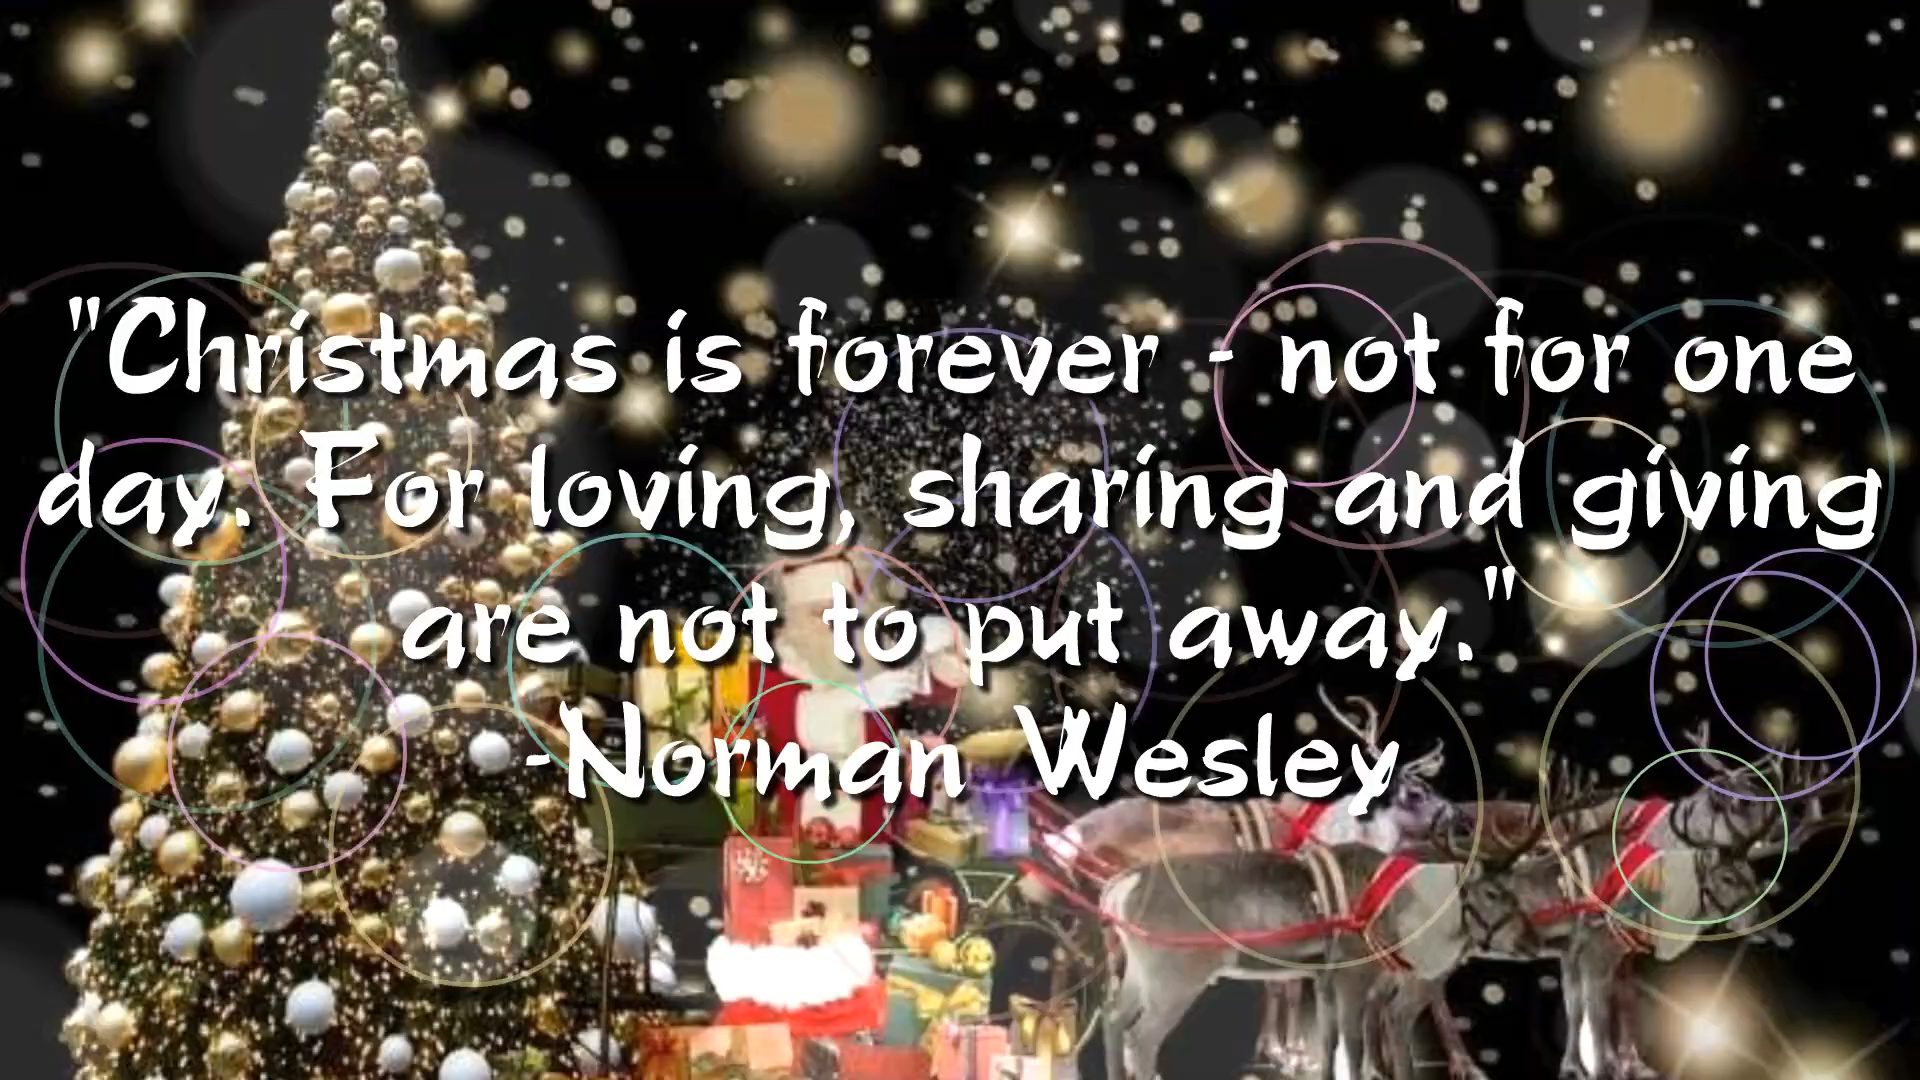 "Christmas is forever - not for one
day. For loving, sharing and giving
are not to put away."
-Norman Wesley